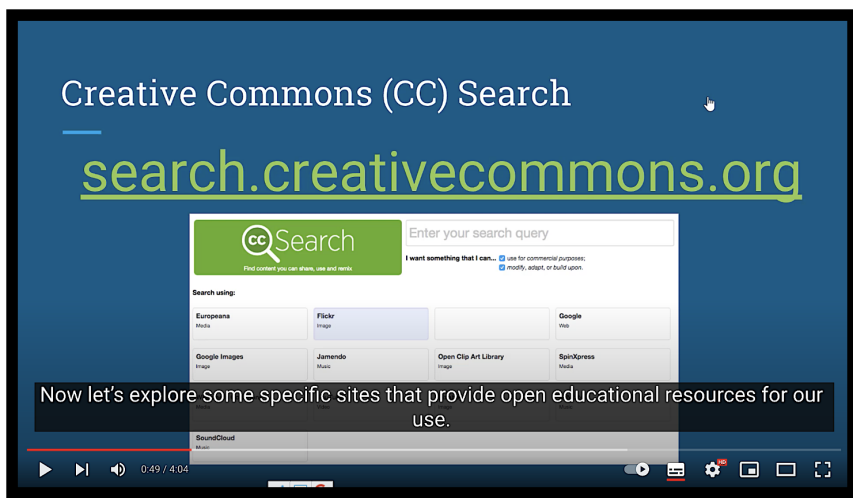 Creative Commons (CC) Search
search.creativecommons.org
cc Search
Find content you can share, use and remix
Enter your search query
I want something that I can... use for commercial purposes;
modify, adapt, or build upon.
Search using:
Europeana
Media
Flickr
Image
Google
Web
Google Images
Image
Jamendo
Music
Open Clip Art Library
Image
SpinXpress
Media
Now let's explore some specific sites that provide open educational resources for our
use.
SoundCloud
Music
0:49 / 4:04
HD